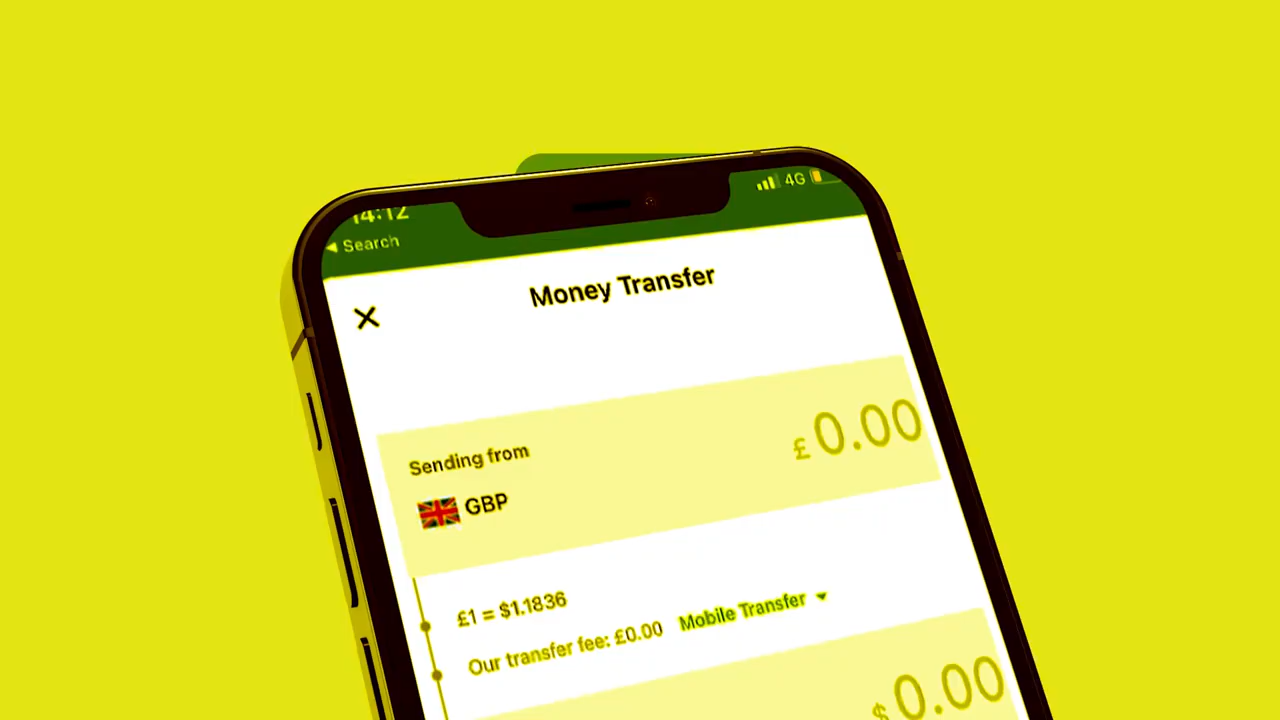 14:12
4G
Search
Money Transfer
£0.00
Sending from
GBP
£1 = $1.1836
Our transfer fee: £0.00 Mobile Transfer
$0.00